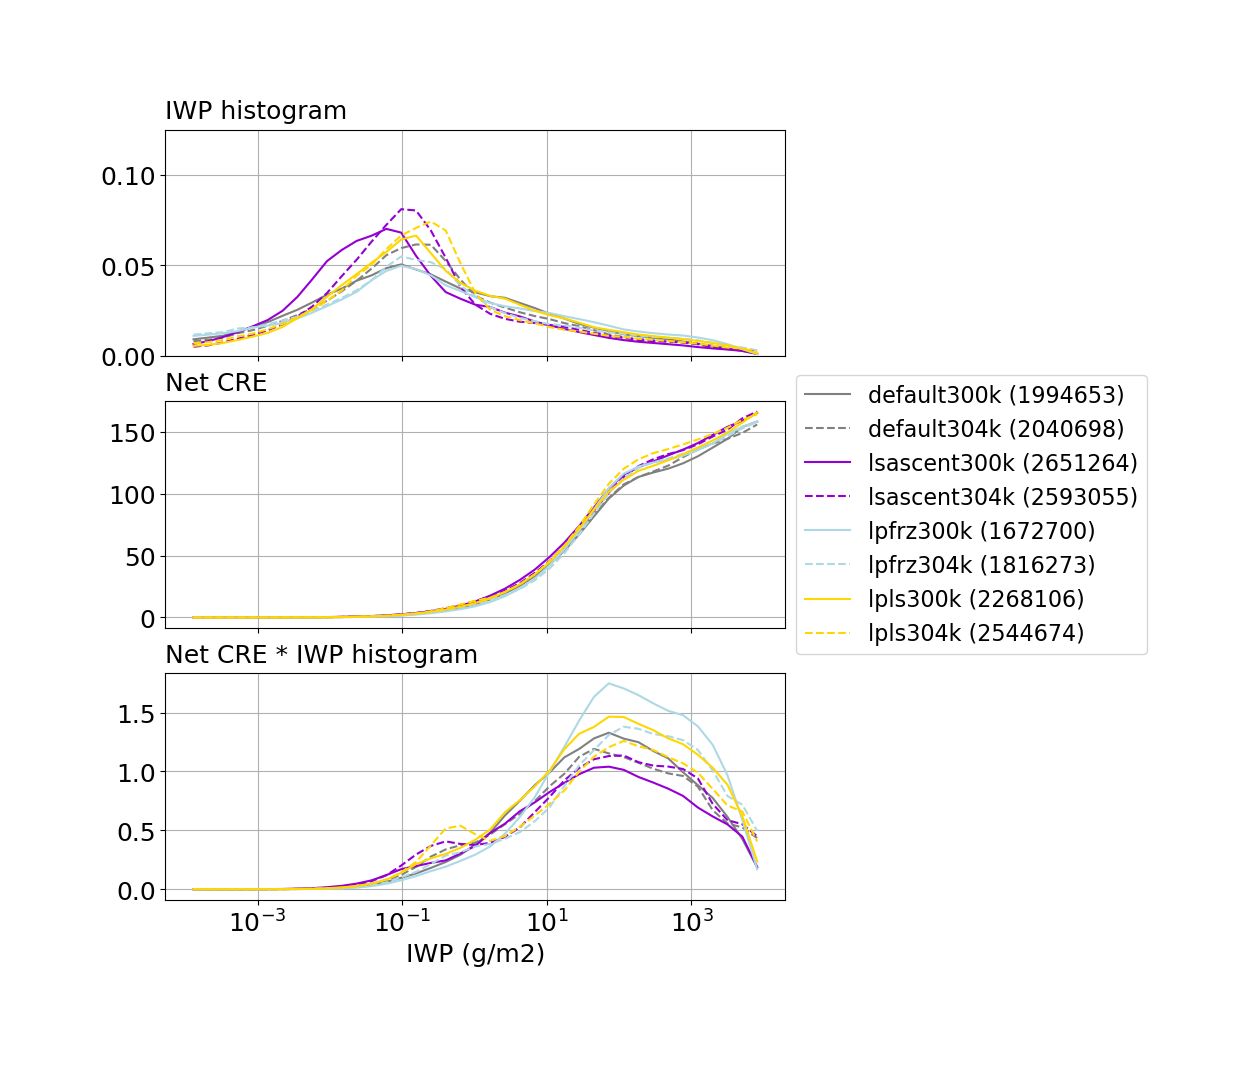 IWP histogram
0.10
0.05
0.00
Net CRE
150
100
50
0
default300k (1994653)
default304k (2040698)
lsascent300k (2651264)
lsascent304k (2593055)
lpfrz300k (1672700)
lpfrz304k (1816273)
lpls300k (2268106)
lpls304k (2544674)
Net CRE * IWP histogram
1.5
1.0
0.5
0.0
10⁻³ 10⁻¹ 10¹ 10³
IWP (g/m2)